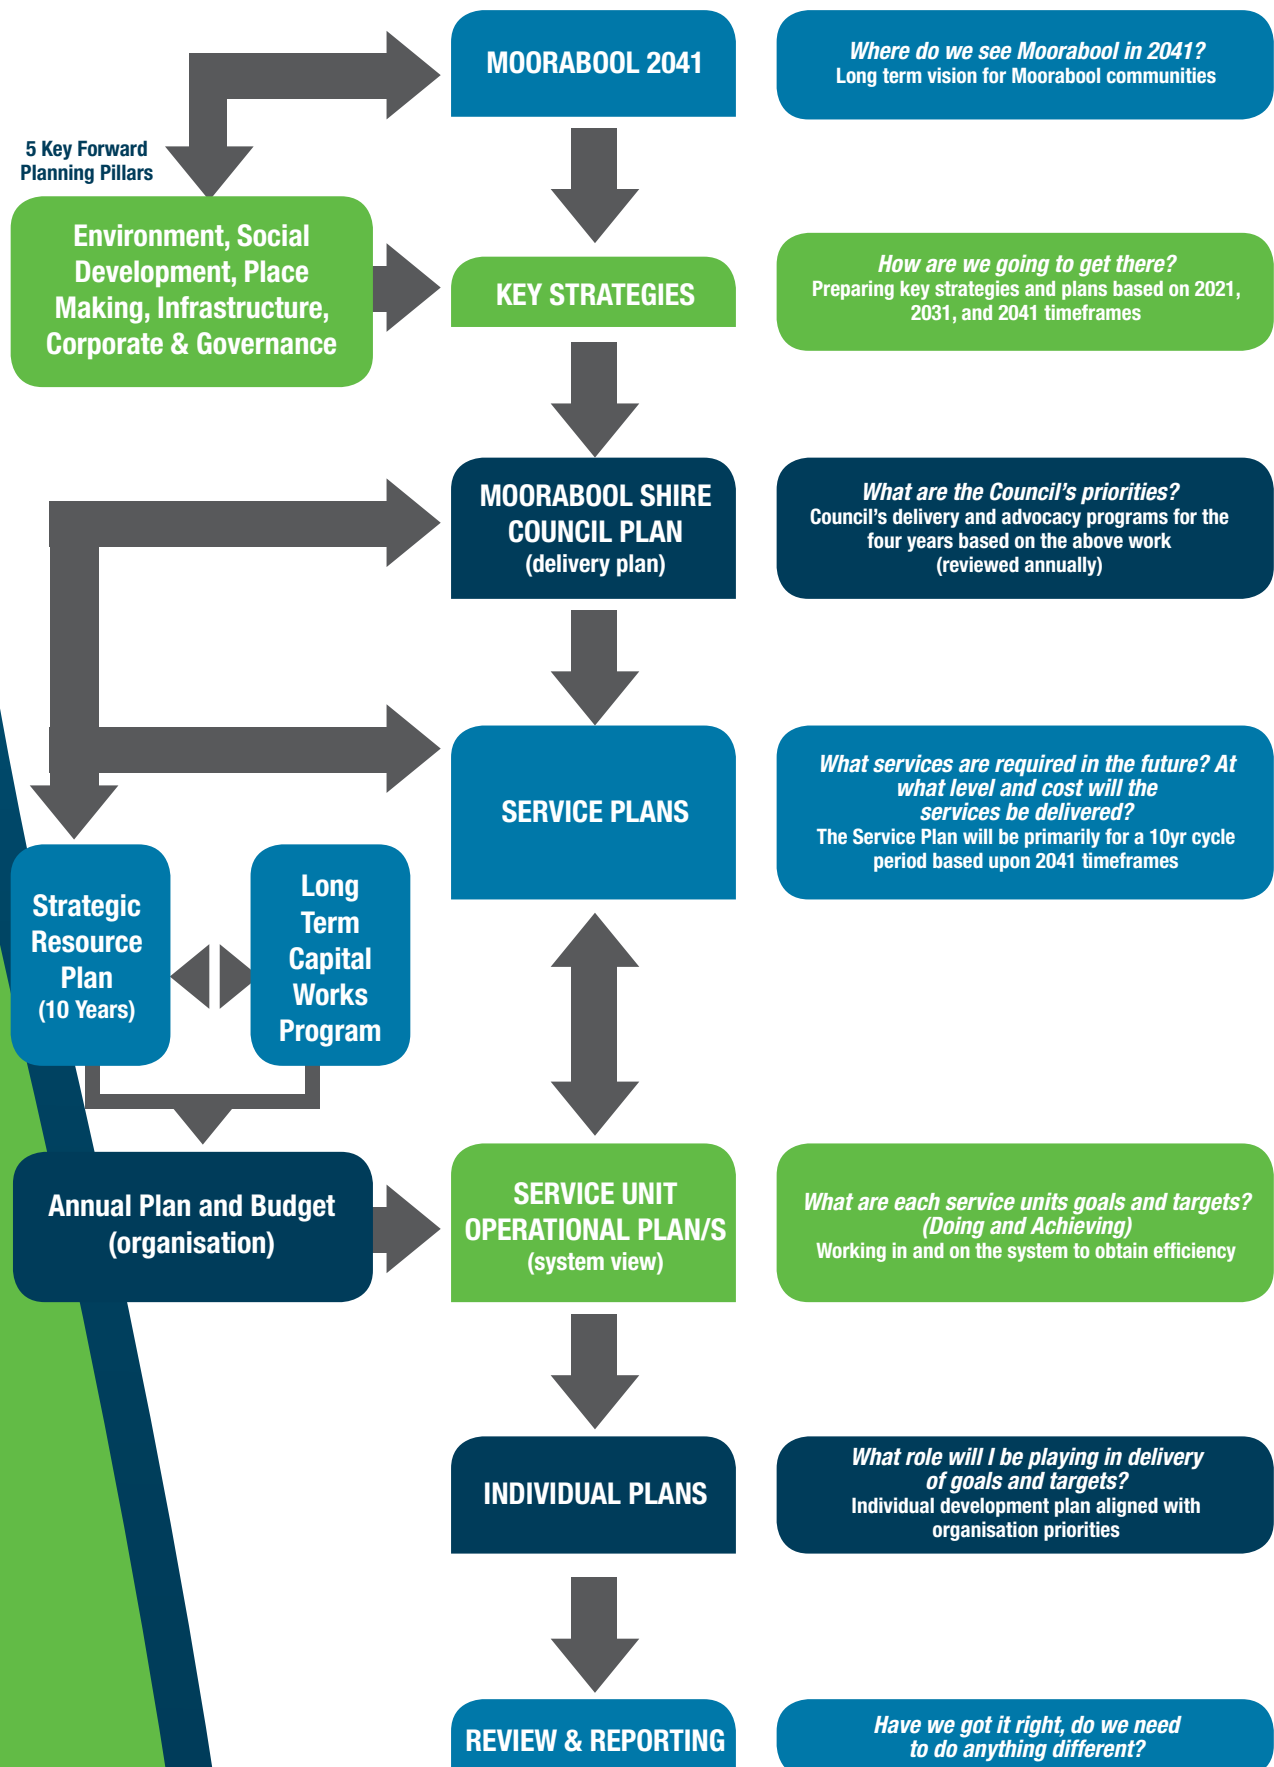 MOORABOOL 2041
Where do we see Moorabool in 2041?
Long term vision for Moorabool communities
5 Key Forward
Planning Pillars
Environment, Social
Development, Place
Making, Infrastructure,
Corporate & Governance
KEY STRATEGIES
How are we going to get there?
Preparing key strategies and plans based on 2021,
2031, and 2041 timeframes
MOORABOOL SHIRE
COUNCIL PLAN
(delivery plan)
What are the Council's priorities?
Council's delivery and advocacy programs for the
four years based on the above work
(reviewed annually)
SERVICE PLANS
What services are required in the future? At
what level and cost will the
services be delivered?
The Service Plan will be primarily for a 10yr cycle
period based upon 2041 timeframes
Strategic
Resource
Plan
(10 Years)
Long
Term
Capital
Works
Program
Annual Plan and Budget
(organisation)
SERVICE UNIT
OPERATIONAL PLAN/S
(system view)
What are each service units goals and targets?
(Doing and Achieving)
Working in and on the system to obtain efficiency
INDIVIDUAL PLANS
What role will I be playing in delivery
of goals and targets?
Individual development plan aligned with
organisation priorities
REVIEW & REPORTING
Have we got it right, do we need
to do anything different?